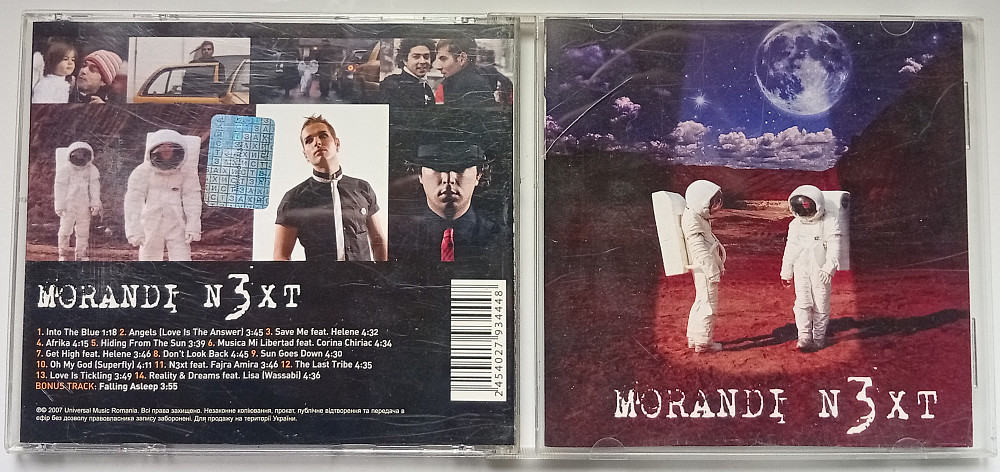 MORANDI N3XT
1. Into The Blue 1:18 2. Angels (Love Is The Answer) 3:45 3. Save Me feat. Helene 4:32
4. Afrika 4:15 5. Hiding From The Sun 3:39 6. Musica Mi Libertad feat. Corina Chiriac 4:34
7. Get High feat. Helene 3:46 8. Don't Look Back 4:45 9. Sun Goes Down 4:30
10. Oh My God (Superfly) 4:11 11. N3xt feat. Fajra Amira 3:46 12. The Last Tribe 4:35
13. Love Is Tickling 3:49 14. Reality & Dreams feat. Lisa (Wassabi) 4:36
BONUS TRACK: Falling Asleep 3:55
℗© 2007 Universal Music Romania. Всі права захищено. Незаконне копіювання, прокат, публічне відтворення та передача в
ефір без дозволу правовласника запису заборонені. Для продажу на території України.
2 454027 934448
MORANDI N3XT